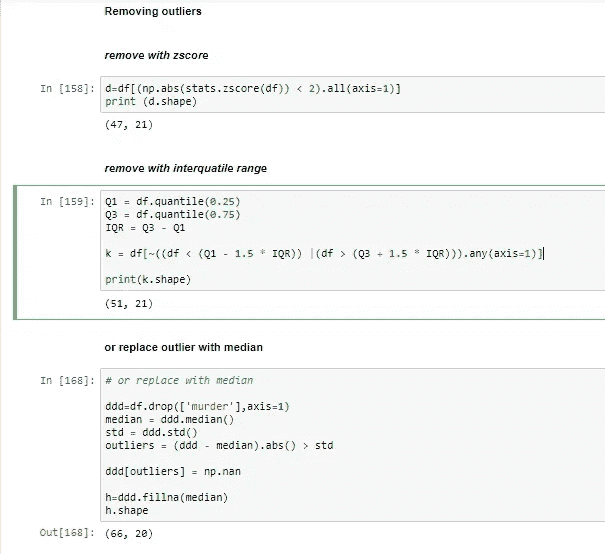 Removing outliers
remove with zscore
In [158]: d=df[(np.abs(stats.zscore(df)) < 2).all(axis=1)]
print (d.shape)
(47, 21)
remove with interquatile range
In [159]: Q1 = df.quantile(0.25)
Q3 = df.quantile(0.75)
IQR = Q3 - Q1
k = df[~((df < (Q1 - 1.5 * IQR)) |(df > (Q3 + 1.5 * IQR))).any(axis=1)]
print(k.shape)
(51, 21)
or replace outlier with median
In [168]: # or replace with median
ddd=df.drop(['murder'],axis=1)
median = ddd.median()
std = ddd.std()
outliers = (ddd - median).abs() > std
ddd[outliers] = np.nan
h=ddd.fillna(median)
h.shape
Out[168]: (66, 20)